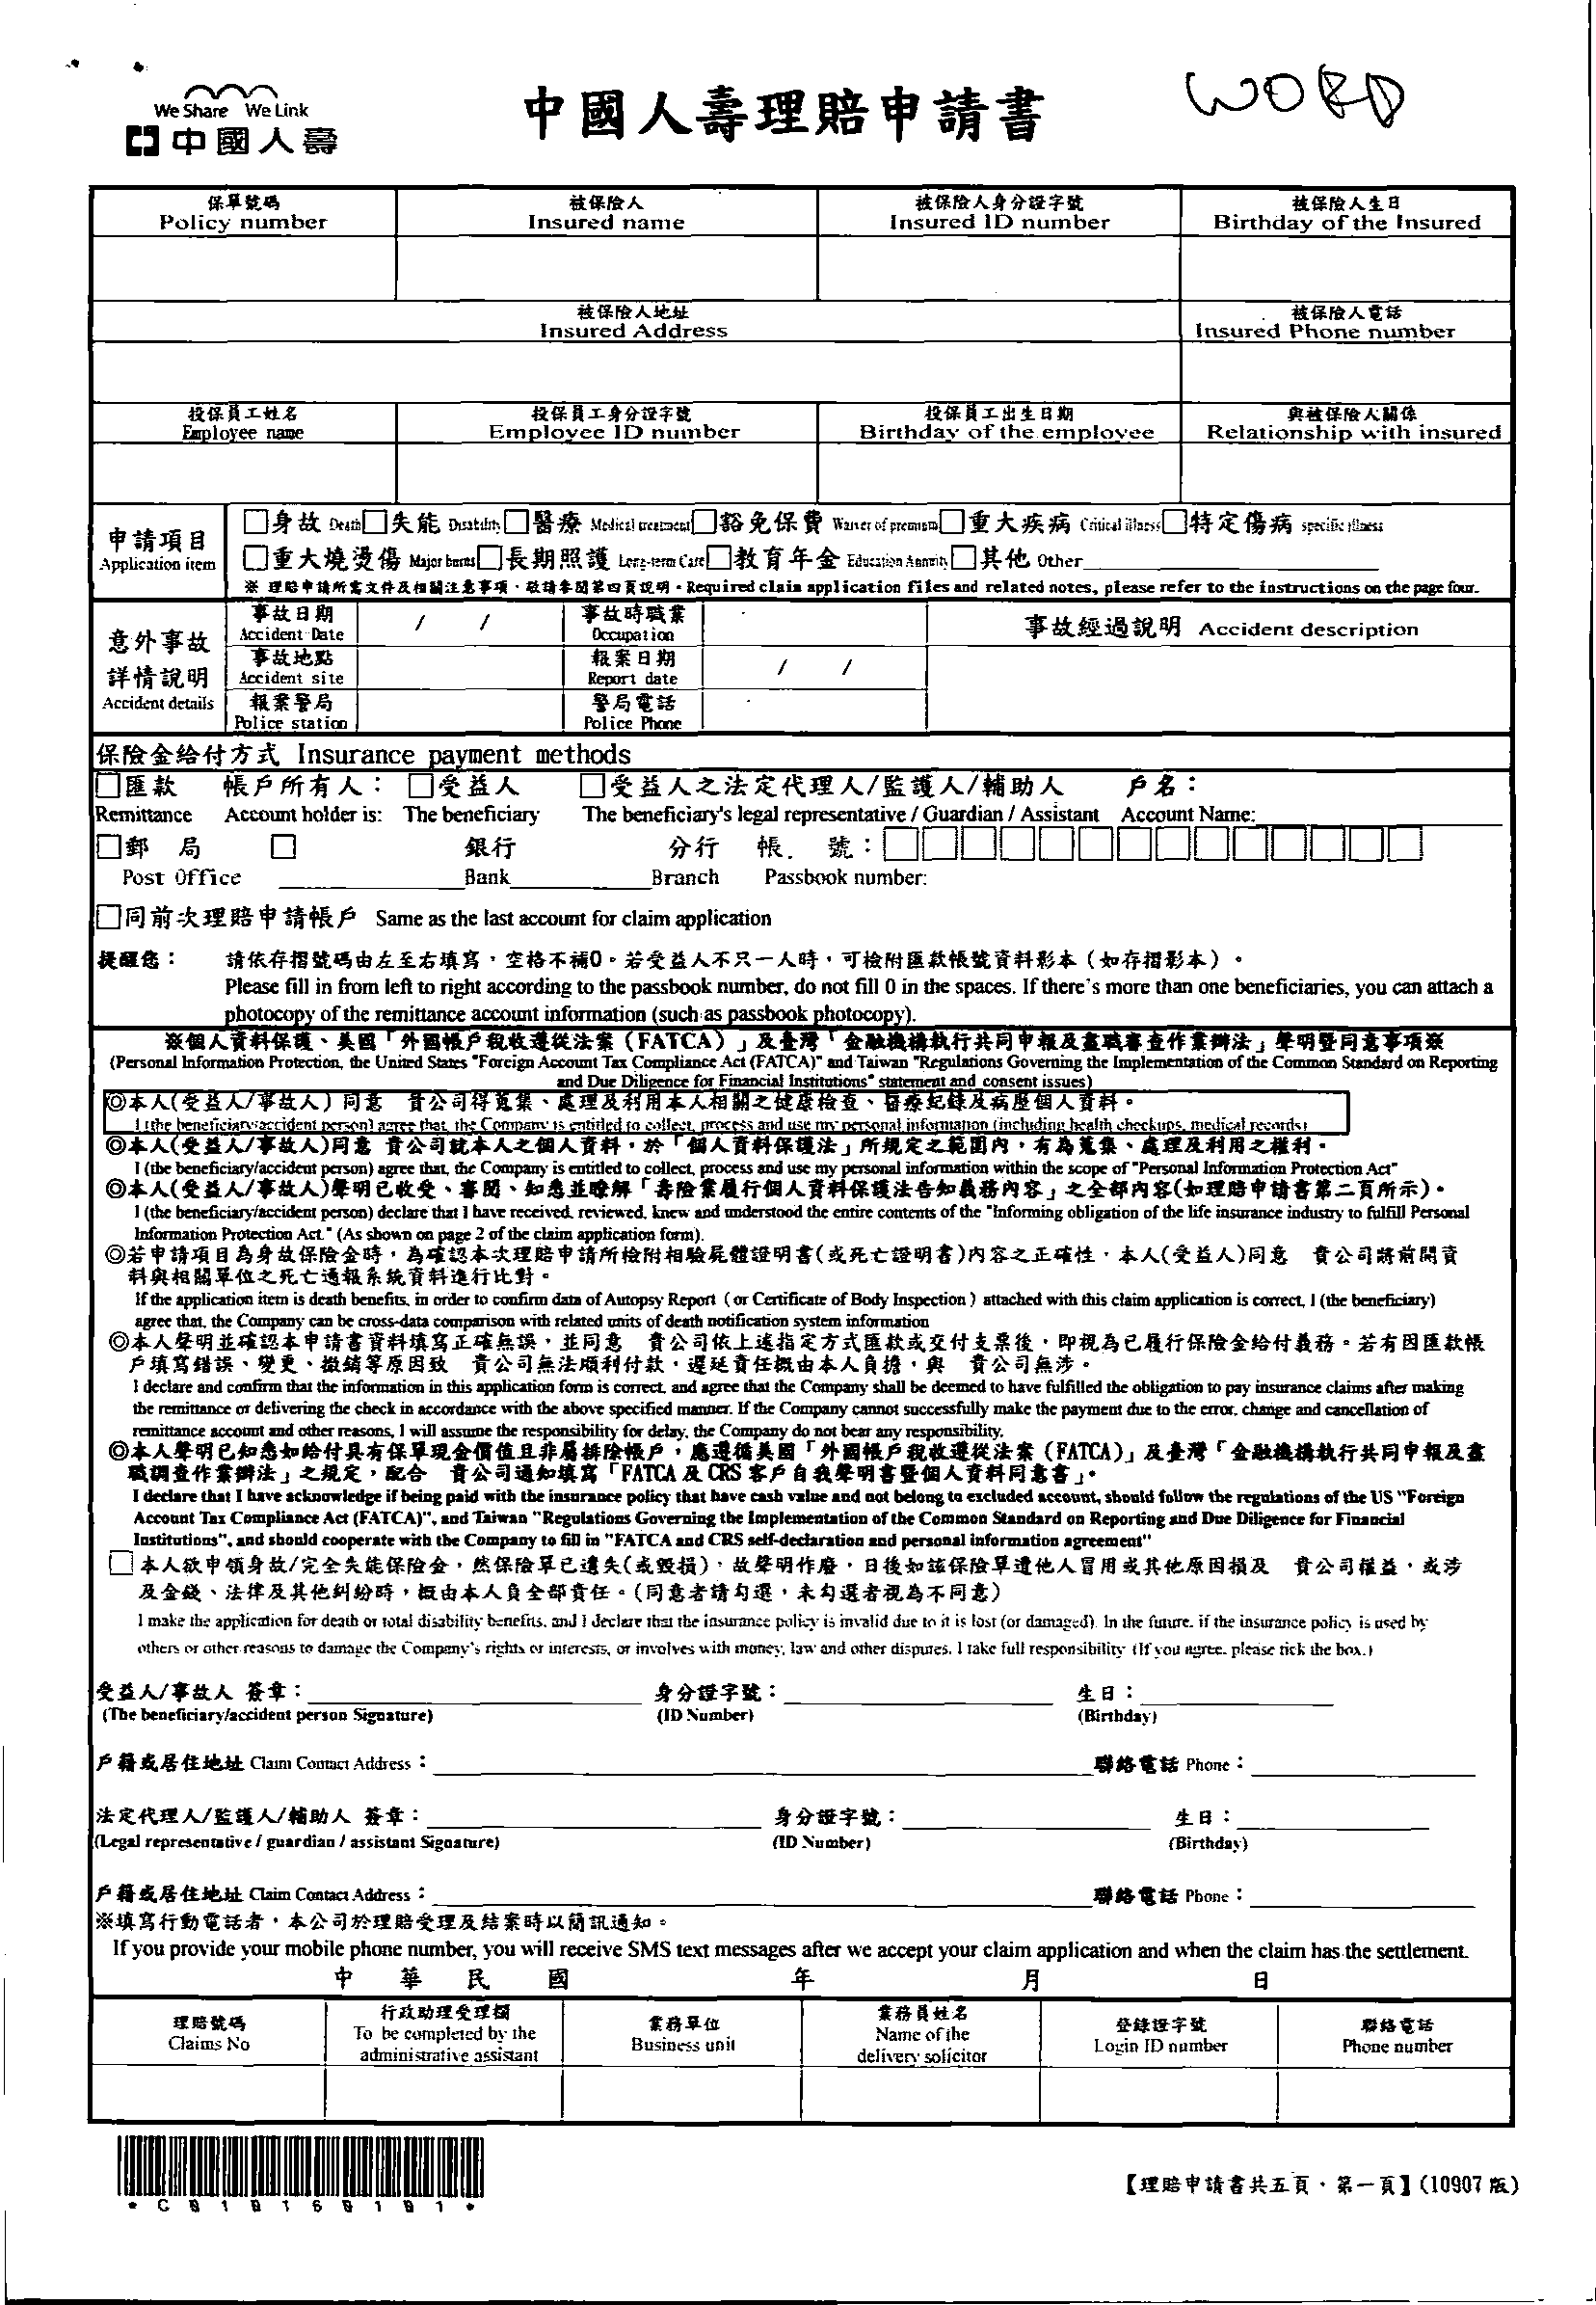 We Share We Link
中國人壽
中國人壽理賠申請書
WORD
保單號碼 被保險人 被保險人身分證字號 被保險人生日
Policy number Insured name Insured ID number Birthday of the Insured
被保險人地址 被保險人電話
Insured Address Insured Phone number
投保員工姓名 投保員工身分證字號 投保員工出生日期 與被保險人關係
Employee name Employee ID number Birthday of the employee Relationship with insured
申請項目
Application item
□身故 Death □失能 Disability □醫療 Medical treatment □豁免保費 Waiver of premium □重大疾病 Critical illness □特定傷病 specific illness
□重大燒燙傷 Major burns □長期照護 Long-term Care □教育年金 Education Annuity □其他 Other
※ 理賠申請所需文件及相關注意事項，敬請參閱第四頁說明。Required claim application files and related notes, please refer to the instructions on the page four.
意外事故
詳情說明
Accident details
事故日期 / / 事故時職業 事故經過說明 Accident description
Accident Date Occupation
事故地點 報案日期 / /
Accident site Report date
報案警局 警局電話
Police station Police Phone
保險金給付方式 Insurance payment methods
□匯款 帳戶所有人： □受益人 □受益人之法定代理人/監護人/輔助人 戶名：
Remittance Account holder is: The beneficiary The beneficiary's legal representative / Guardian / Assistant Account Name:
□郵 局 □ 銀行 分行 帳. 號：
Post Office Bank Branch Passbook number:
□同前次理賠申請帳戶 Same as the last account for claim application
提醒您： 請依存摺號碼由左至右填寫，空格不補0。若受益人不只一人時，可檢附匯款帳號資料影本（如存摺影本）。
Please fill in from left to right according to the passbook number, do not fill 0 in the spaces. If there's more than one beneficiaries, you can attach a
photocopy of the remittance account information (such as passbook photocopy).
※個人資料保護、美國「外國帳戶稅收遵從法案（FATCA）」及臺灣「金融機構執行共同申報及盡職審查作業辦法」聲明暨同意事項※
(Personal Information Protection, the United States "Foreign Account Tax Compliance Act (FATCA)" and Taiwan "Regulations Governing the Implementation of the Common Standard on Reporting
and Due Diligence for Financial Institutions" statement and consent issues)
◎本人(受益人/事故人) 同意 貴公司得蒐集、處理及利用本人相關之健康檢查、醫療紀錄及病歷個人資料。
I (the beneficiary/accident person) agree that, the Company is entitled to collect, process and use my personal information (including health checkups, medical records)
◎本人(受益人/事故人)同意 貴公司就本人之個人資料，於「個人資料保護法」所規定之範圍內，有為蒐集、處理及利用之權利。
I (the beneficiary/accident person) agree that, the Company is entitled to collect, process and use my personal information within the scope of "Personal Information Protection Act"
◎本人(受益人/事故人)聲明已收受、審閱、知悉並瞭解「壽險業履行個人資料保護法告知義務內容」之全部內容(如理賠申請書第二頁所示)。
I (the beneficiary/accident person) declare that I have received, reviewed, knew and understood the entire contents of the "Informing obligation of the life insurance industry to fulfill Personal
Information Protection Act." (As shown on page 2 of the claim application form).
◎若申請項目為身故保險金時，為確認本次理賠申請所檢附相驗屍體證明書(或死亡證明書)內容之正確性，本人(受益人)同意 貴公司將前開資
料與相關單位之死亡通報系統資料進行比對。
If the application item is death benefits, in order to confirm data of Autopsy Report ( or Certificate of Body Inspection ) attached with this claim application is correct, I (the beneficiary)
agree that, the Company can be cross-data comparison with related units of death notification system information
◎本人聲明並確認本申請書資料填寫正確無誤，並同意 貴公司依上述指定方式匯款或交付支票後，即視為已履行保險金給付義務。若有因匯款帳
戶填寫錯誤、變更、撤銷等原因致 貴公司無法順利付款，遲延責任概由本人負擔，與 貴公司無涉。
I declare and confirm that the information in this application form is correct, and agree that the Company shall be deemed to have fulfilled the obligation to pay insurance claims after making
the remittance or delivering the check in accordance with the above specified manner. If the Company cannot successfully make the payment due to the error, change and cancellation of
remittance account and other reasons, I will assume the responsibility for delay, the Company do not bear any responsibility.
◎本人聲明已知悉如給付具有保單現金價值且非屬排除帳戶，應遵循美國「外國帳戶稅收遵從法案（FATCA）」及臺灣「金融機構執行共同申報及盡
職調查作業辦法」之規定，配合 貴公司通知填寫「FATCA 及 CRS 客戶自我聲明書暨個人資料同意書」。
I declare that I have acknowledge if being paid with the insurance policy that have cash value and not belong to excluded account, should follow the regulations of the US "Foreign
Account Tax Compliance Act (FATCA)", and Taiwan "Regulations Governing the Implementation of the Common Standard on Reporting and Due Diligence for Financial
Institutions", and should cooperate with the Company to fill in "FATCA and CRS self-declaration and personal information agreement"
□本人欲申領身故/完全失能保險金，然保險單已遺失(或毀損)，故聲明作廢，日後如該保險單遭他人冒用或其他原因損及 貴公司權益，或涉
及金錢、法律及其他糾紛時，概由本人負全部責任。(同意者請勾選，未勾選者視為不同意)
I make the application for death or total disability benefits, and I declare that the insurance policy is invalid due to it is lost (or damaged). In the future, if the insurance policy is used by
others or other reasons to damage the Company's rights or interests, or involves with money, law and other disputes, I take full responsibility (If you agree, please tick the box.)
受益人/事故人 簽章： 身分證字號： 生日：
(The beneficiary/accident person Signature) (ID Number) (Birthday)
戶籍或居住地址 Claim Contact Address： 聯絡電話 Phone：
法定代理人/監護人/輔助人 簽章： 身分證字號： 生日：
(Legal representative / guardian / assistant Signature) (ID Number) (Birthday)
戶籍或居住地址 Claim Contact Address： 聯絡電話 Phone：
※填寫行動電話者，本公司於理賠受理及結案時以簡訊通知。
If you provide your mobile phone number, you will receive SMS text messages after we accept your claim application and when the claim has the settlement.
中 華 民 國 年 月 日
理賠號碼 行政助理受理欄 業務單位 業務員姓名 登錄證字號 聯絡電話
Claims No To be completed by the administrative assistant Business unit Name of the delivery solicitor Login ID number Phone number
【理賠申請書共五頁，第一頁】(10907 版)